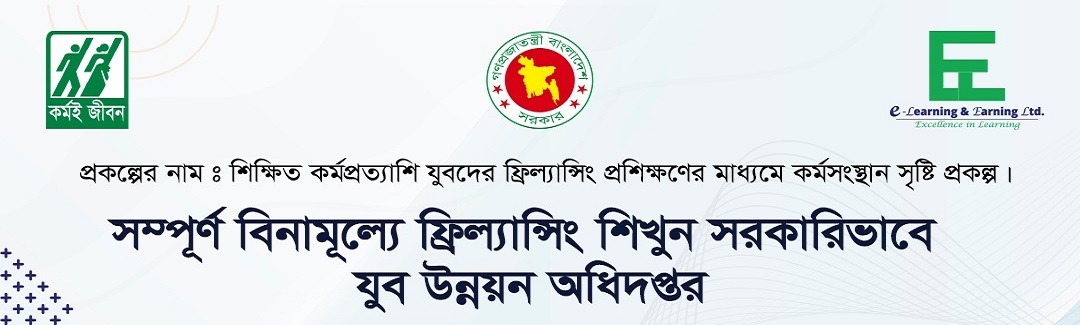 কর্মই জীবন
গণপ্রজাতন্ত্রী বাংলাদেশ
সরকার
EL
e-Learning & Earning Ltd.
Excellence in Learning
প্রকল্পের নাম ঃ শিক্ষিত কর্মপ্রত্যাশি যুবদের ফ্রিল্যান্সিং প্রশিক্ষণের মাধ্যমে কর্মসংস্থান সৃষ্টি প্রকল্প।
সম্পূর্ণ বিনামূল্যে ফ্রিল্যান্সিং শিখুন সরকারিভাবে
যুব উন্নয়ন অধিদপ্তর